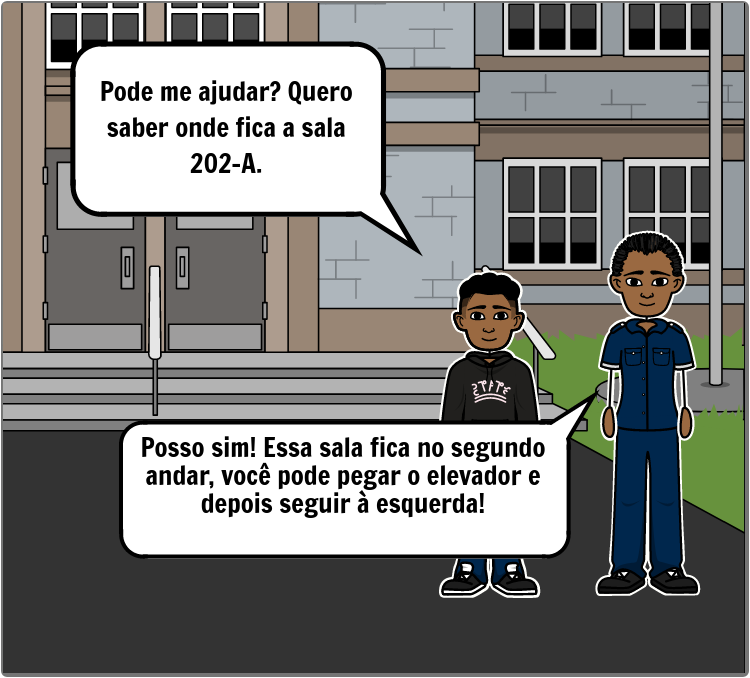 Pode me ajudar? Quero
saber onde fica a sala
202-A.
Posso sim! Essa sala fica no segundo
andar, você pode pegar o elevador e
depois seguir à esquerda!